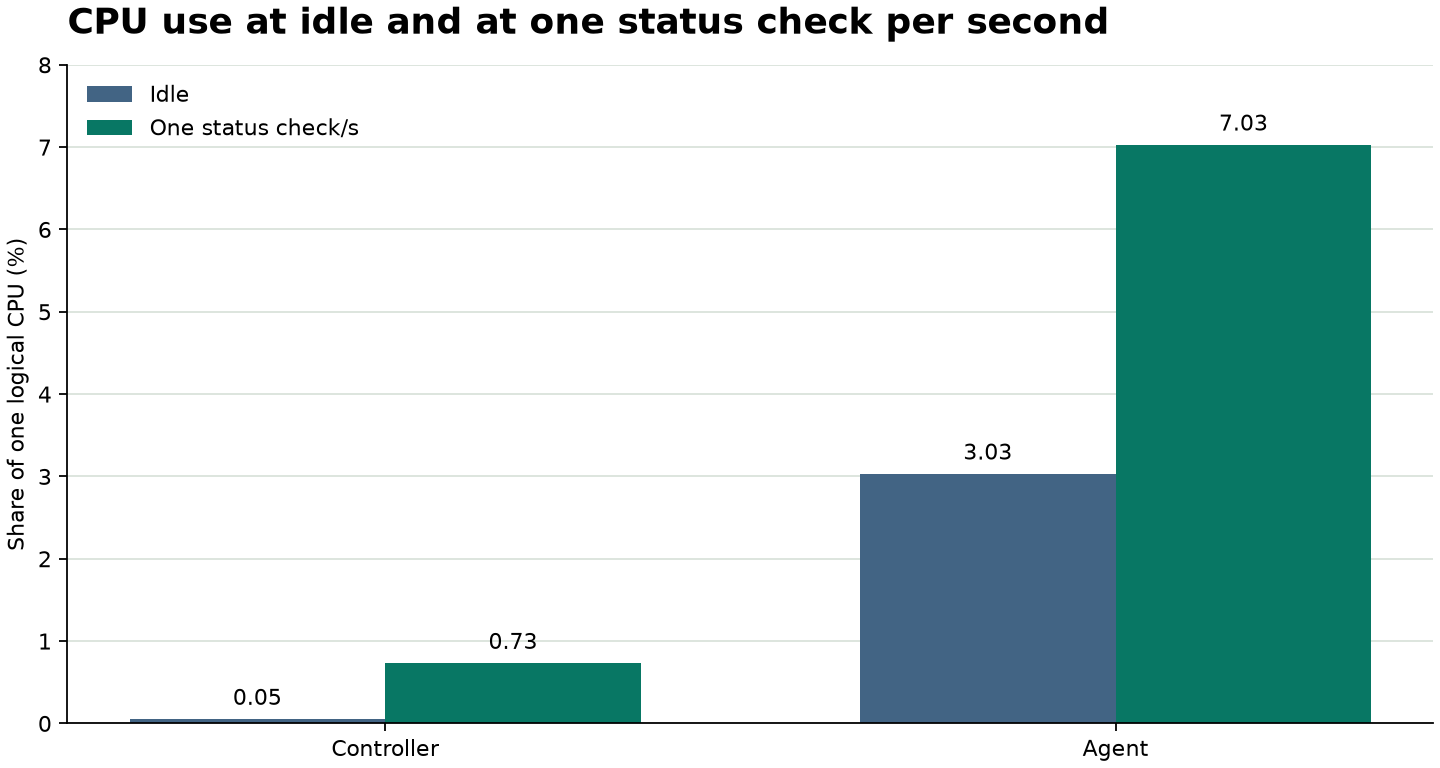 CPU use at idle and at one status check per second
Share of one logical CPU (%)
8
7
6
5
4
3
2
1
0
Idle
One status check/s
0.05
0.73
3.03
7.03
Controller
Agent